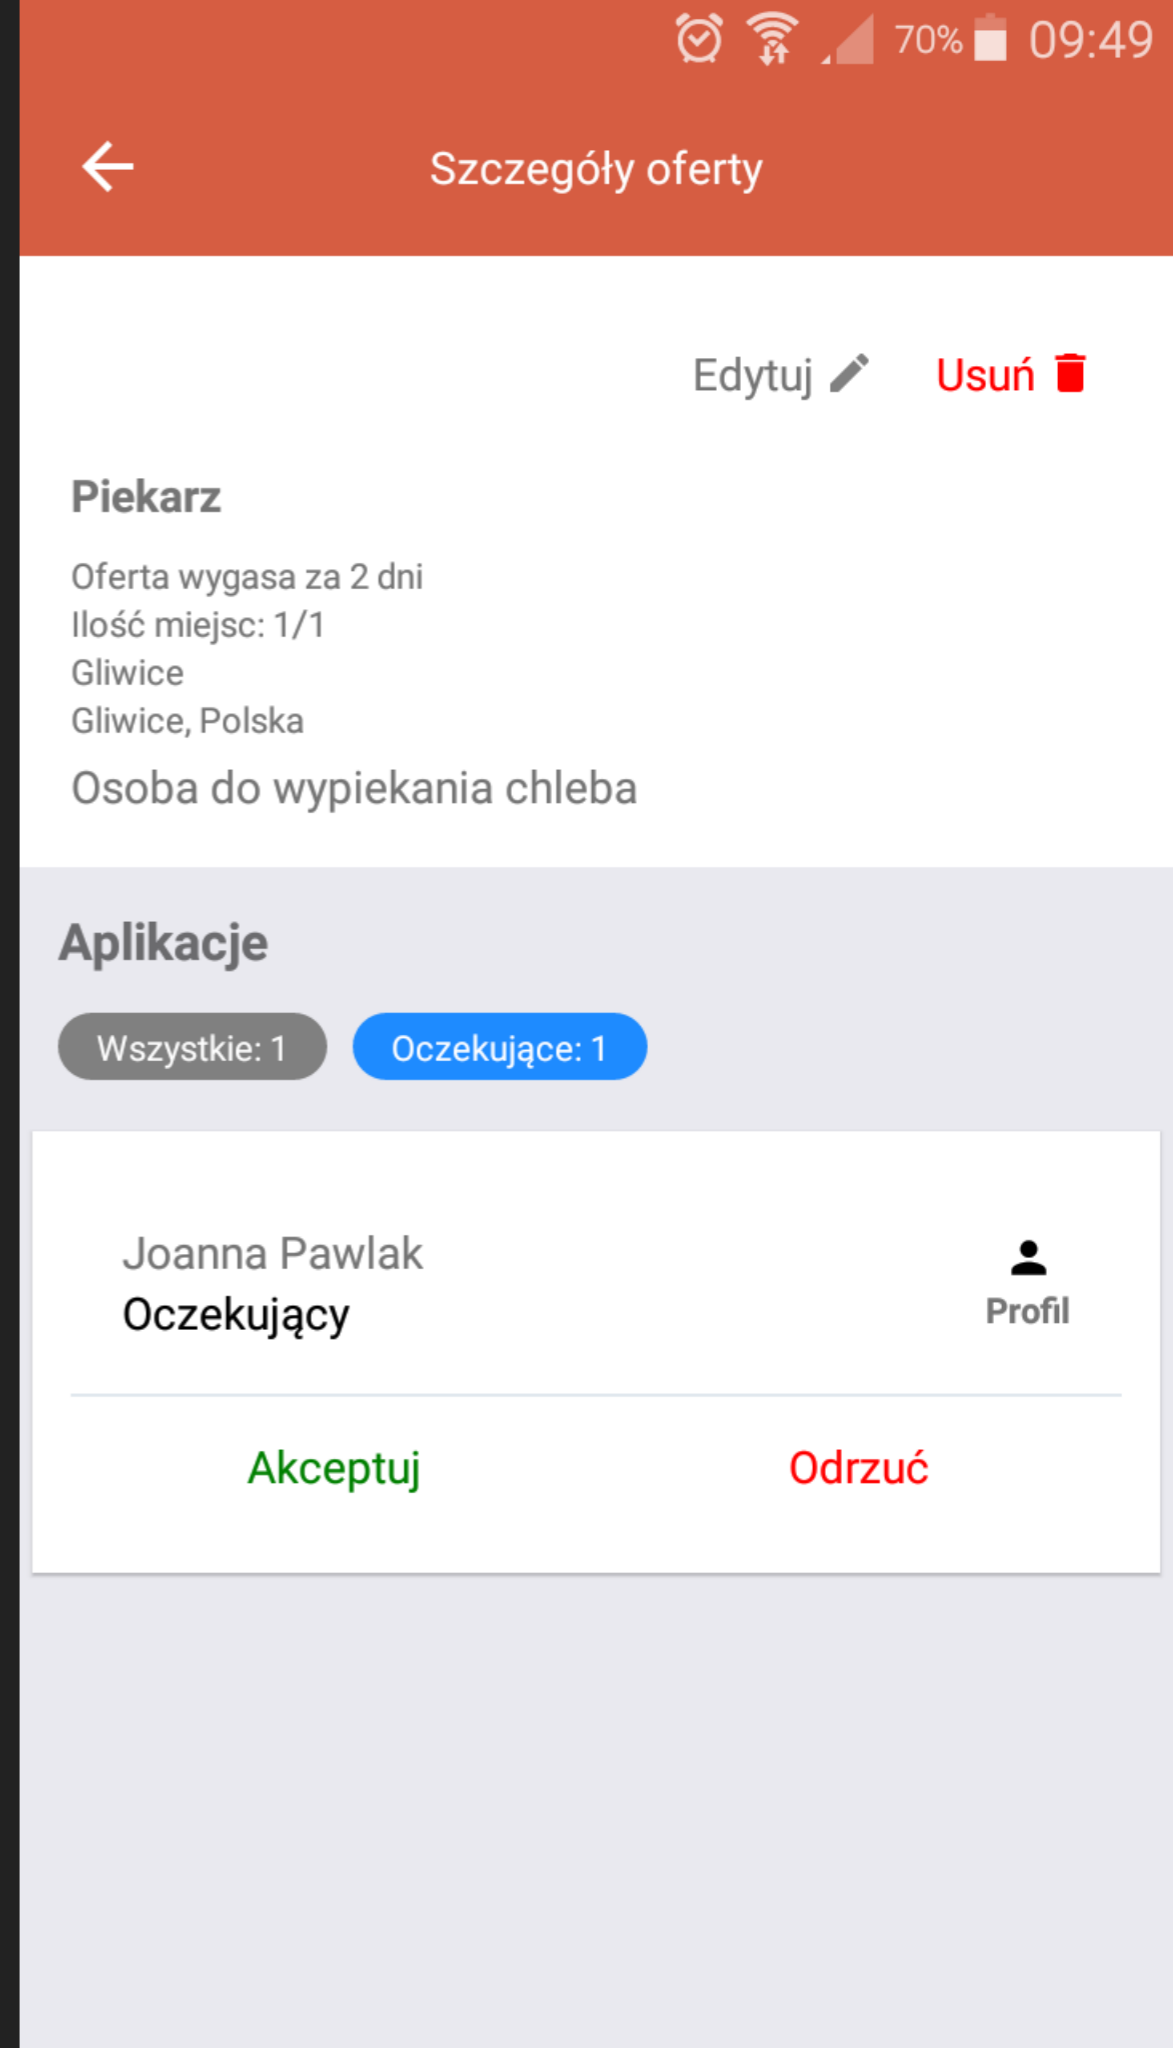 70% 09:49
Szczegóły oferty
Edytuj Usuń
Piekarz
Oferta wygasa za 2 dni
Ilość miejsc: 1/1
Gliwice
Gliwice, Polska
Osoba do wypiekania chleba
Aplikacje
Wszystkie: 1 Oczekujące: 1
Joanna Pawlak
Oczekujący
Profil
Akceptuj Odrzuć